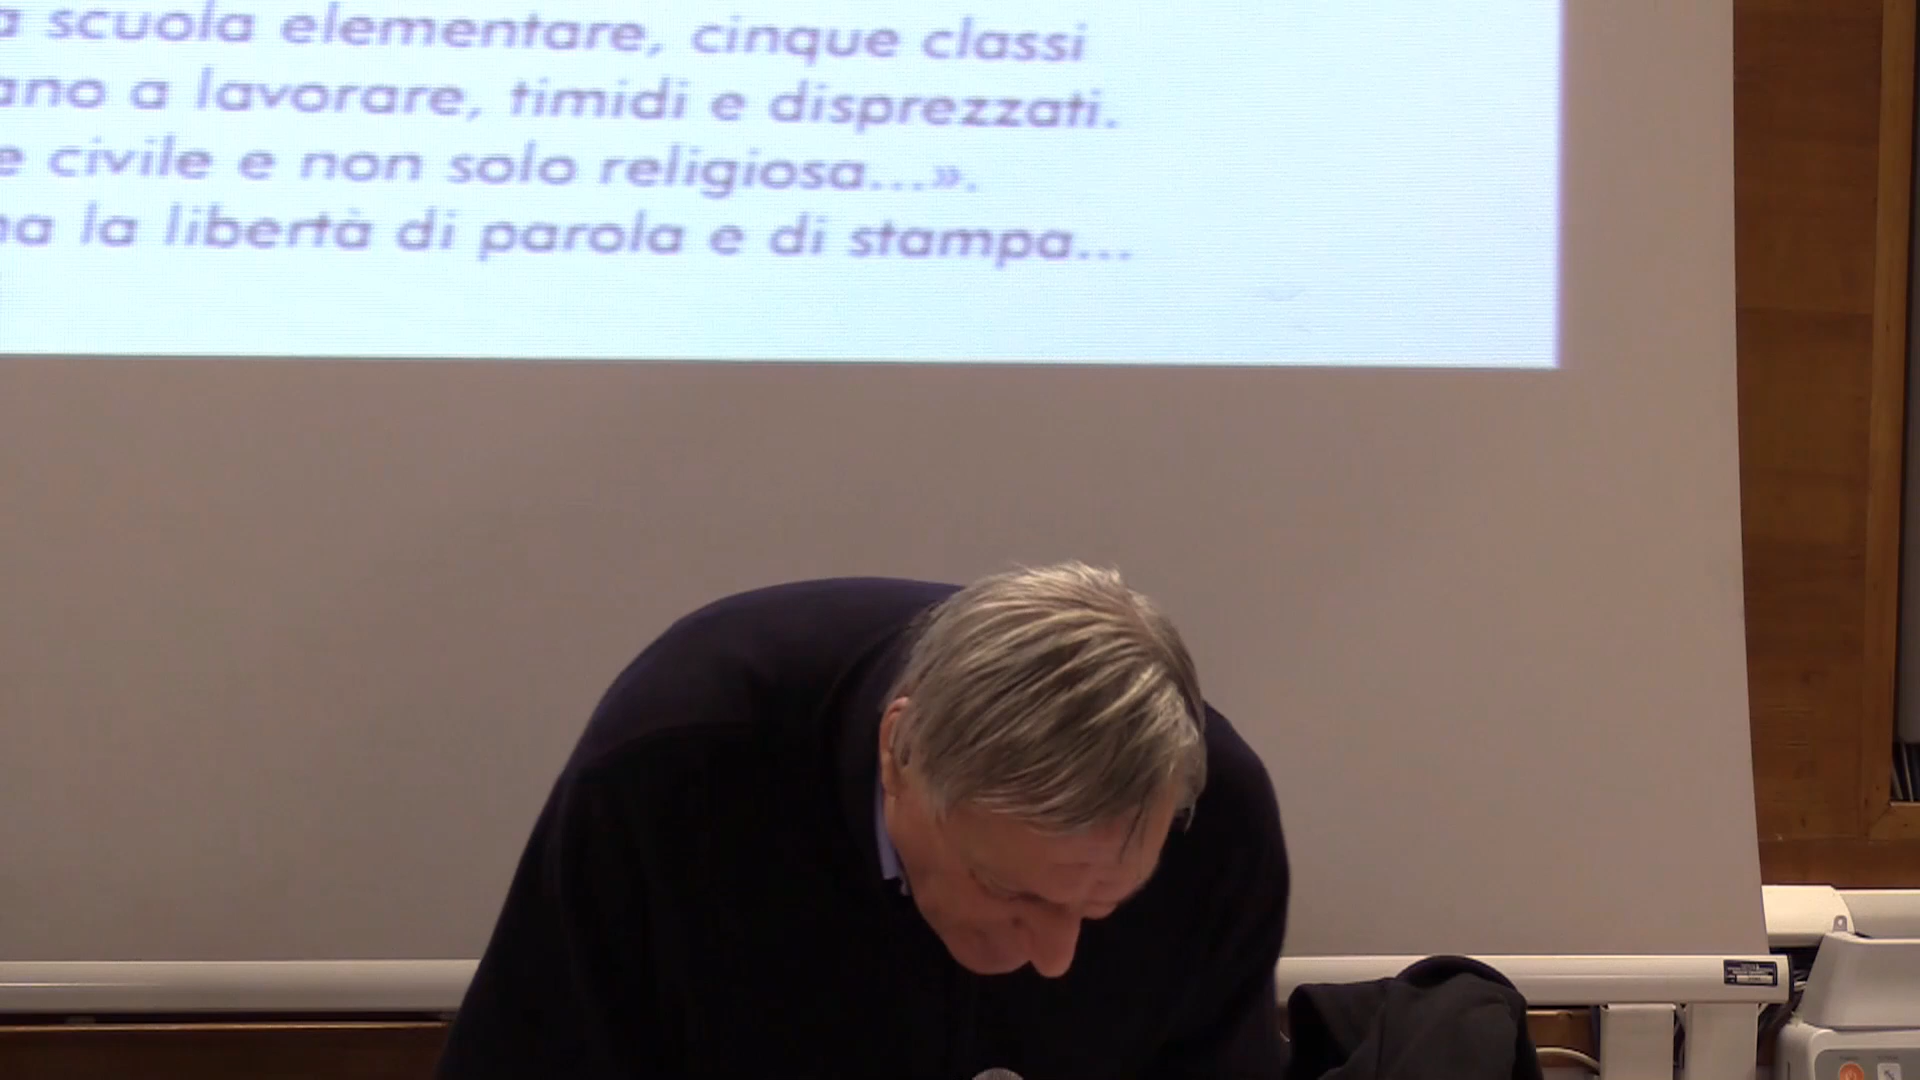 a scuola elementare, cinque classi
ano a lavorare, timidi e disprezzati.
e civile e non solo religiosa...».
na la libertà di parola e di stampa...